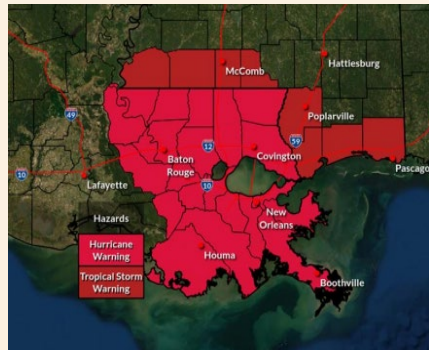 McComb
Hattiesburg
Poplarville
49
12
59
Baton
Rouge
Covington
Pascago
10
Lafayette
10
New
Orleans
Hazards
Hurricane
Warning
Houma
Tropical Storm
Warning
Boothville